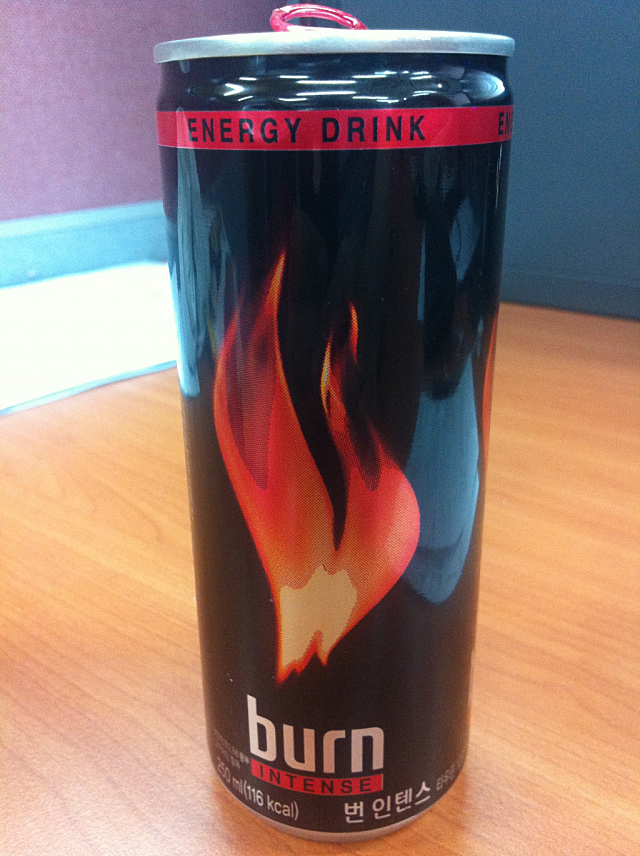 ENERGY DRINK
burn
INTENSE
250 ml(116 kcal)
번 인텐스